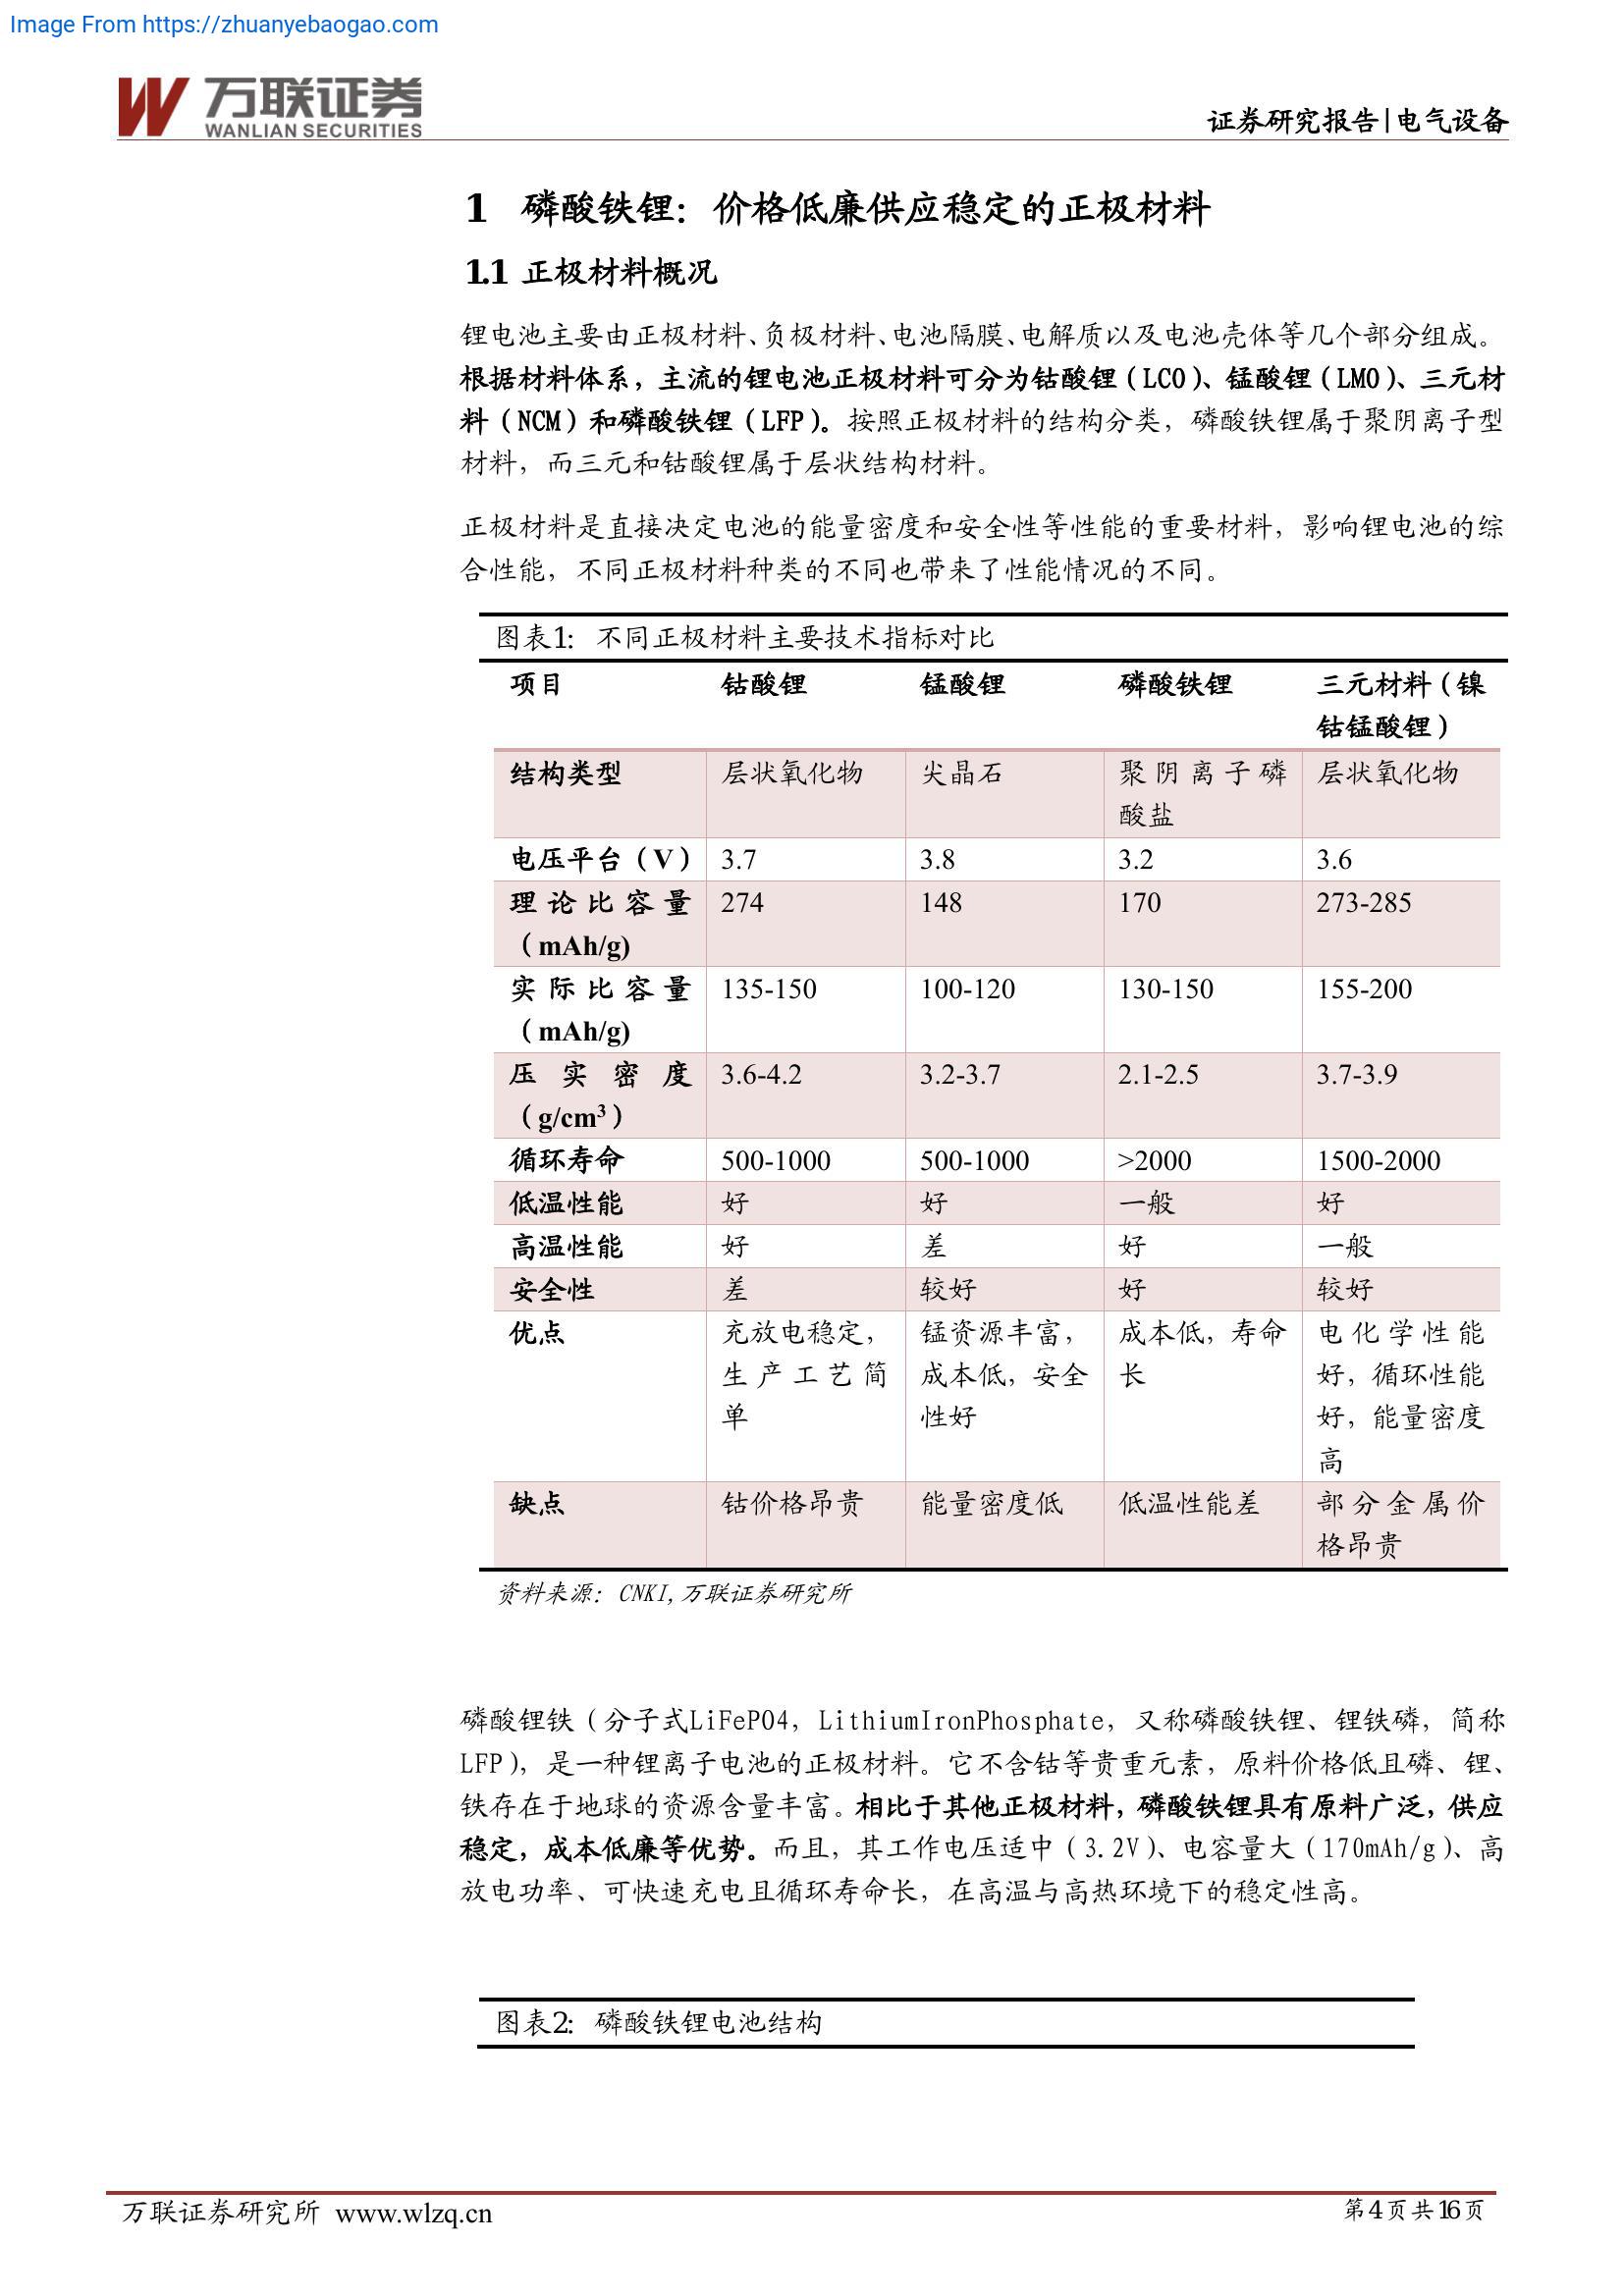 Image From https://zhuanyebaogao.com
万联证券
WANLIAN SECURITIES
证券研究报告|电气设备
1 磷酸铁锂：价格低廉供应稳定的正极材料
1.1 正极材料概况
锂电池主要由正极材料、负极材料、电池隔膜、电解质以及电池壳体等几个部分组成。
根据材料体系，主流的锂电池正极材料可分为钴酸锂（LCO）、锰酸锂（LMO）、三元材
料（NCM）和磷酸铁锂（LFP）。按照正极材料的结构分类，磷酸铁锂属于聚阴离子型
材料，而三元和钴酸锂属于层状结构材料。
正极材料是直接决定电池的能量密度和安全性等性能的重要材料，影响锂电池的综
合性能，不同正极材料种类的不同也带来了性能情况的不同。
图表1：不同正极材料主要技术指标对比
项目 钴酸锂 锰酸锂 磷酸铁锂 三元材料（镍
钴锰酸锂）
结构类型 层状氧化物 尖晶石 聚阴离子磷 层状氧化物
酸盐
电压平台（V） 3.7 3.8 3.2 3.6
理论比容量 274 148 170 273-285
（mAh/g)
实际比容量 135-150 100-120 130-150 155-200
（mAh/g)
压实密度 3.6-4.2 3.2-3.7 2.1-2.5 3.7-3.9
（g/cm³）
循环寿命 500-1000 500-1000 >2000 1500-2000
低温性能 好 好 一般 好
高温性能 好 差 好 一般
安全性 差 较好 好 较好
优点 充放电稳定， 锰资源丰富， 成本低，寿命 电化学性能
生产工艺简 成本低，安全 长 好，循环性能
单 性好 好，能量密度
高
缺点 钴价格昂贵 能量密度低 低温性能差 部分金属价
格昂贵
资料来源：CNKI,万联证券研究所
磷酸锂铁（分子式LiFePO4，LithiumIronPhosphate，又称磷酸铁锂、锂铁磷，简称
LFP），是一种锂离子电池的正极材料。它不含钴等贵重元素，原料价格低且磷、锂、
铁存在于地球的资源含量丰富。相比于其他正极材料，磷酸铁锂具有原料广泛，供应
稳定，成本低廉等优势。而且，其工作电压适中（3.2V）、电容量大（170mAh/g）、高
放电功率、可快速充电且循环寿命长，在高温与高热环境下的稳定性高。
图表2：磷酸铁锂电池结构
万联证券研究所 www.wlzq.cn
第4页共16页